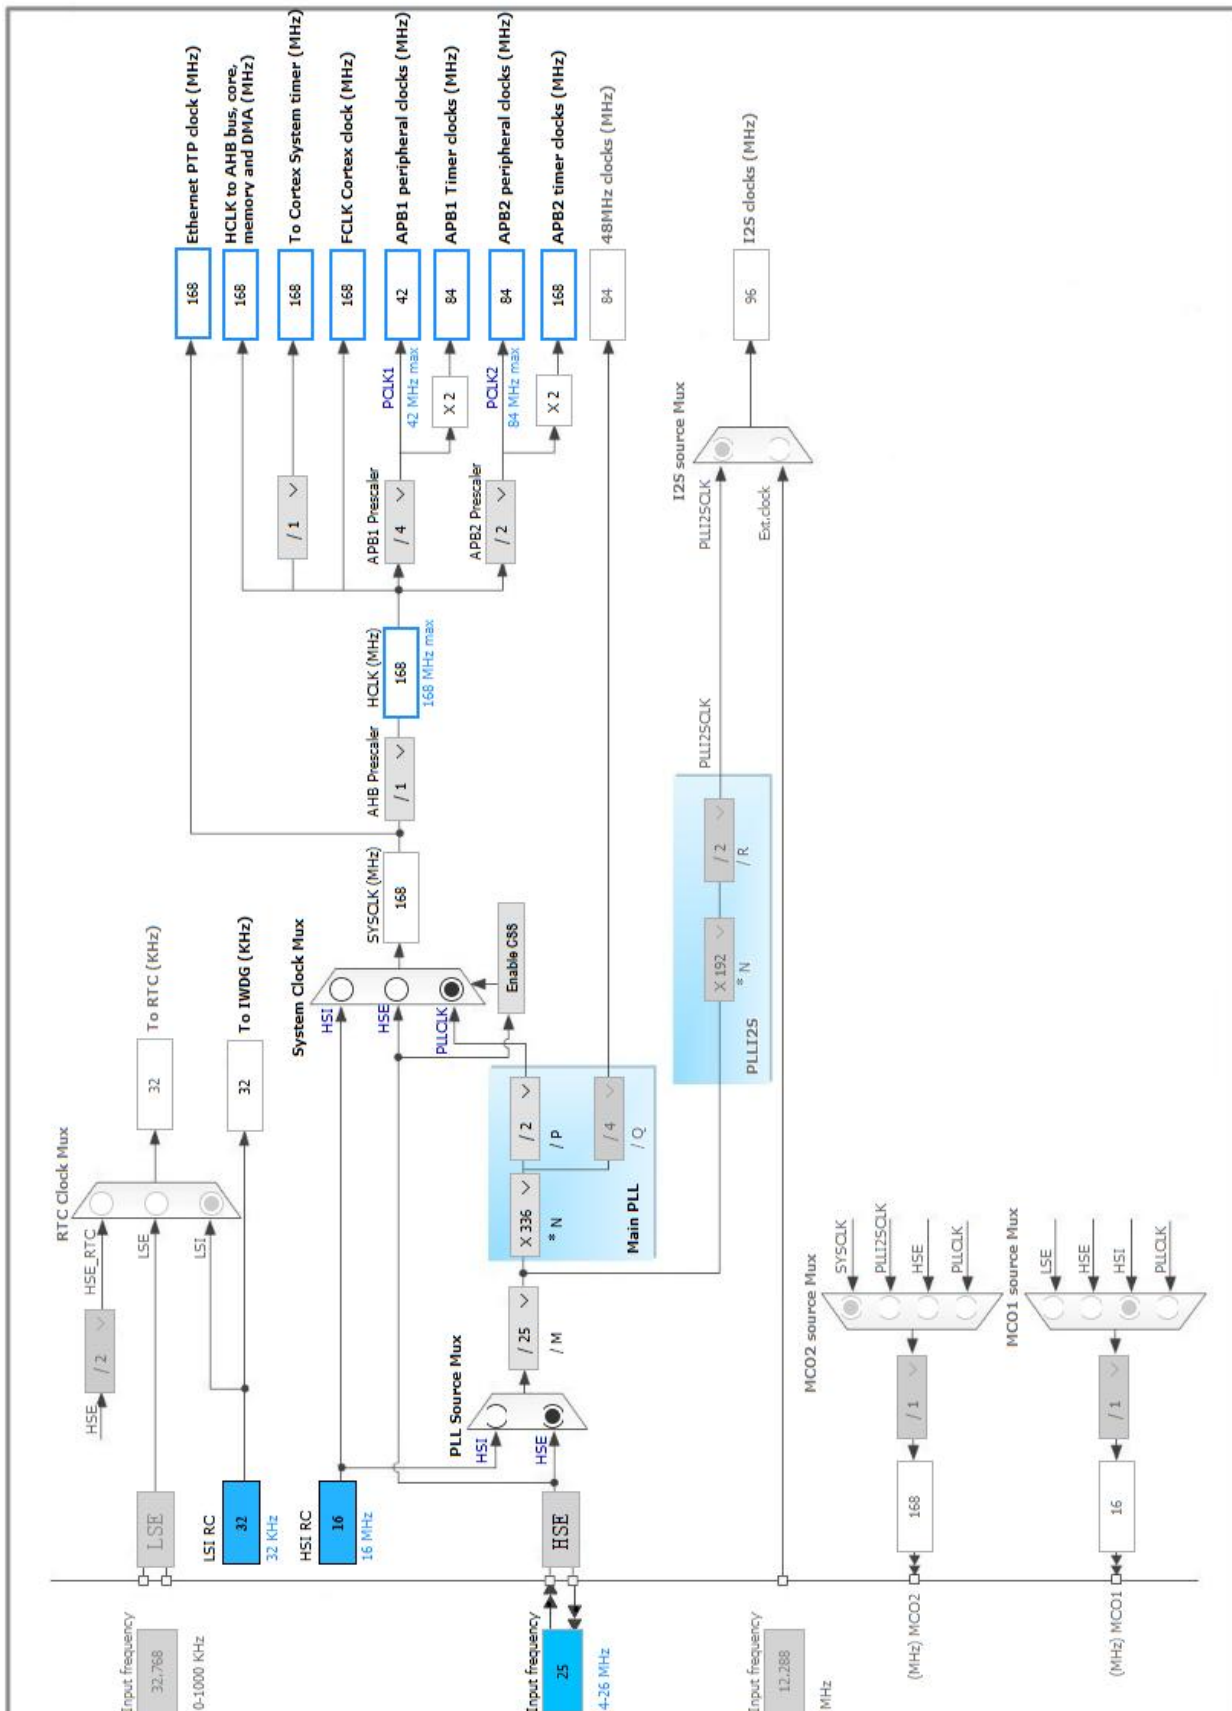 Input frequency
32.768
0-1000 KHz
LSE
HSE
/ 2
HSE_RTC
LSE
LSI
RTC Clock Mux
32
To RTC (KHz)
LSI RC
32
32 KHz
32
To IWDG (KHz)
HSI RC
16
16 MHz
Input frequency
25
4-26 MHz
HSE
PLL Source Mux
HSI
HSE
/ 25
/ M
X 336
* N
/ 2
/ P
/ 4
/ Q
Main PLL
System Clock Mux
HSI
HSE
PLLCLK
Enable CSS
SYSCLK (MHz)
168
AHB Prescaler
/ 1
HCLK (MHz)
168
168 MHz max
/ 1
APB1 Prescaler
/ 4
PCLK1
42 MHz max
X 2
APB2 Prescaler
/ 2
PCLK2
84 MHz max
X 2
168
Ethernet PTP clock (MHz)
168
HCLK to AHB bus, core,
memory and DMA (MHz)
168
To Cortex System timer (MHz)
168
FCLK Cortex clock (MHz)
42
APB1 peripheral clocks (MHz)
84
APB1 Timer clocks (MHz)
84
APB2 peripheral clocks (MHz)
168
APB2 timer clocks (MHz)
84
48MHz clocks (MHz)
PLLI2S
X 192
* N
/ 2
/ R
PLLI2SCLK
PLLI2SCLK
Ext.clock
I2S source Mux
96
I2S clocks (MHz)
Input frequency
12.288
MHz
MCO2 source Mux
SYSCLK
PLLI2SCLK
HSE
PLLCLK
/ 1
168
(MHz) MCO2
MCO1 source Mux
LSE
HSE
HSI
PLLCLK
/ 1
16
(MHz) MCO1